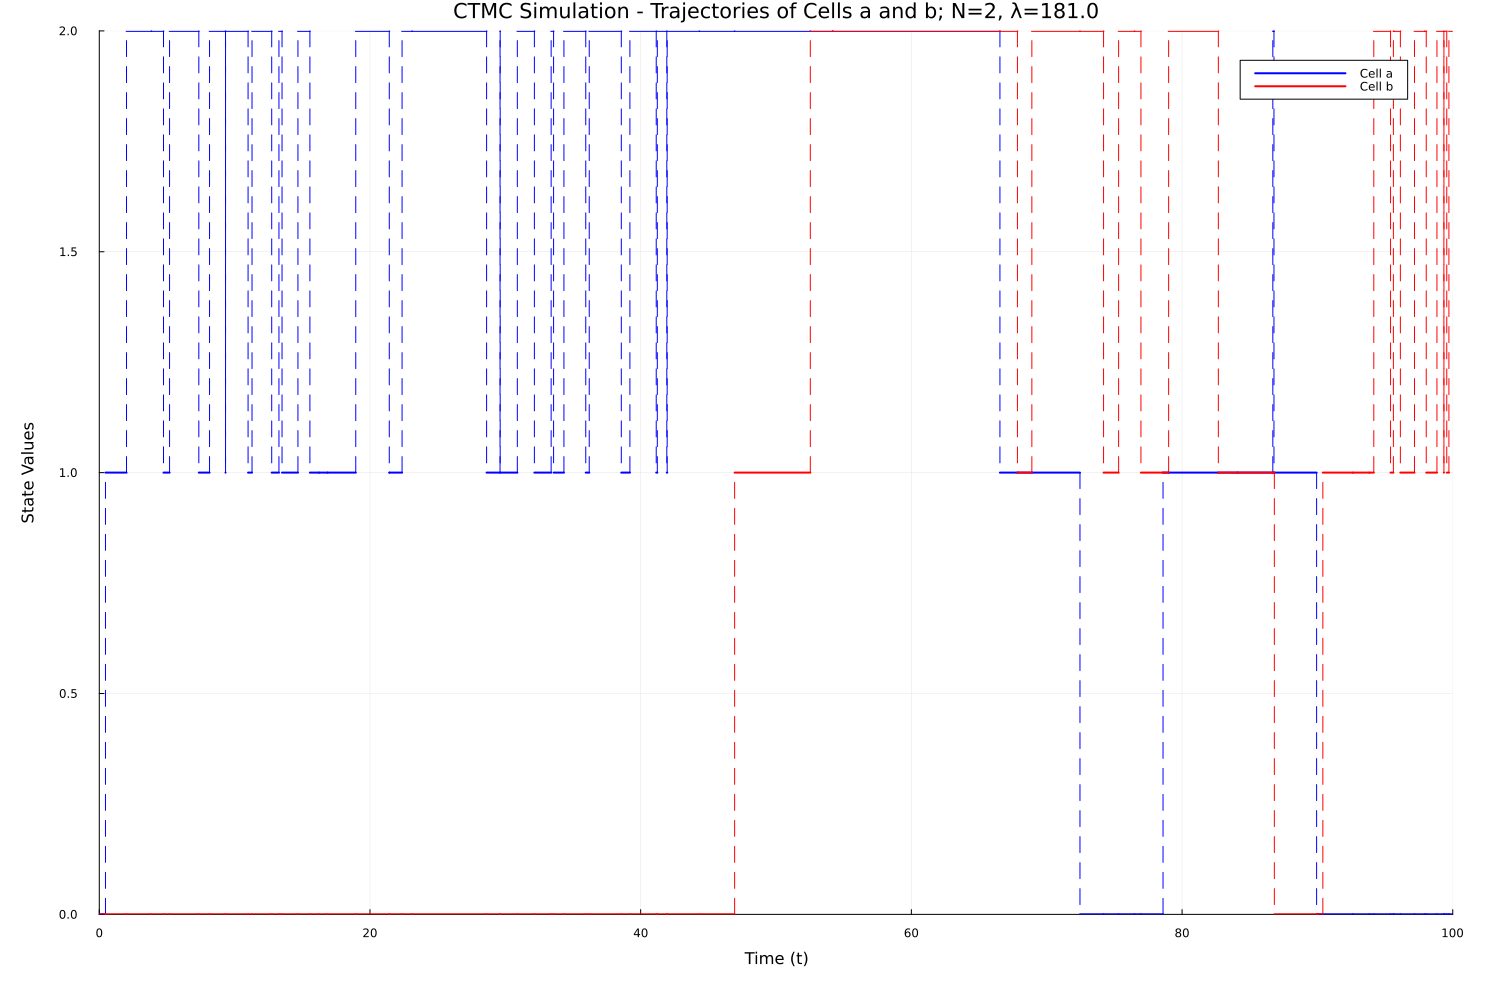 CTMC Simulation - Trajectories of Cells a and b; N=2, λ=181.0
2.0
Cell a
Cell b
1.5
1.0
State Values
0.5
0.0
0 20 40 60 80 100
Time (t)